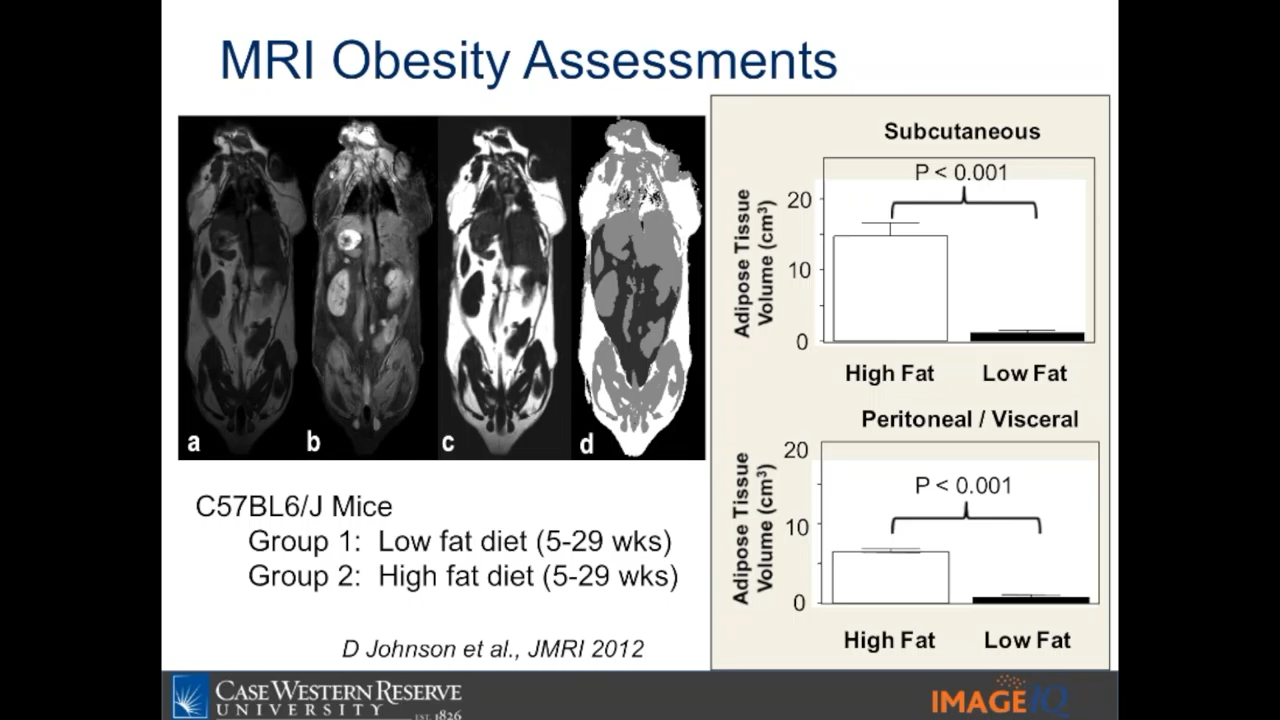 MRI Obesity Assessments
a b c d
C57BL6/J Mice
Group 1: Low fat diet (5-29 wks)
Group 2: High fat diet (5-29 wks)
D Johnson et al., JMRI 2012
Subcutaneous
P < 0.001
Adipose Tissue
Volume (cm³)
20
10
0
High Fat Low Fat
Peritoneal / Visceral
P < 0.001
Adipose Tissue
Volume (cm³)
20
10
0
High Fat Low Fat
CASE WESTERN RESERVE
UNIVERSITY EST. 1826
IMAGEIQ